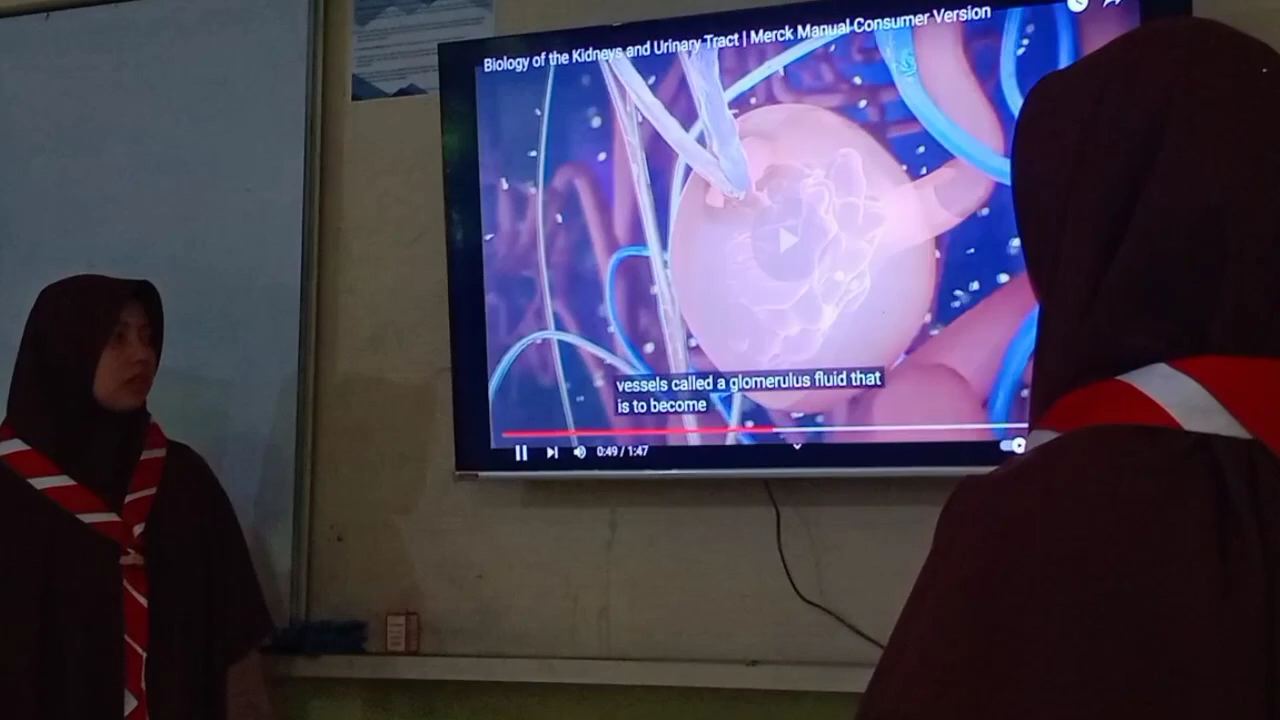 Biology of the Kidneys and Urinary Tract | Merck Manual Consumer Version
vessels called a glomerulus fluid that
is to become
0:49 / 1:47